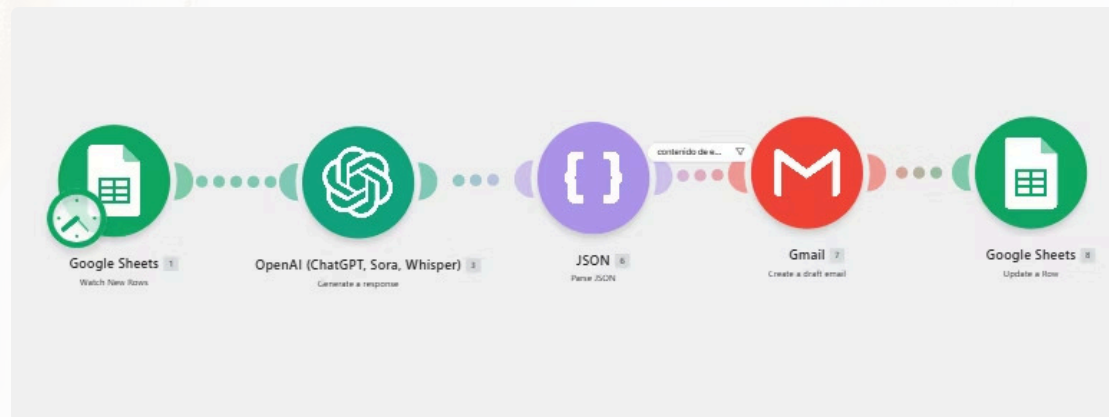 contenido de e...
Google Sheets 1
Watch New Rows
OpenAI (ChatGPT, Sora, Whisper) 3
Generate a response
JSON 6
Parse JSON
Gmail 7
Create a draft email
Google Sheets 8
Update a Row